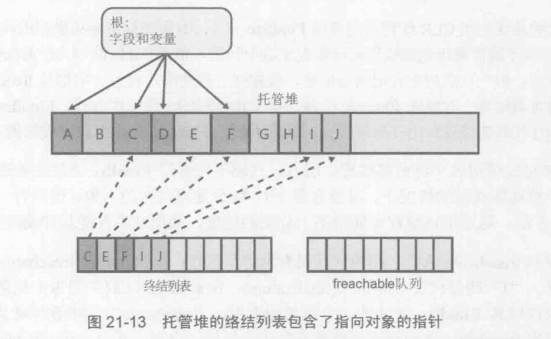 根：
字段和变量
托管堆
A B C D E F G H I J
C E F I J
终结列表
freachable队列
图 21-13 托管堆的终结列表包含了指向对象的指针